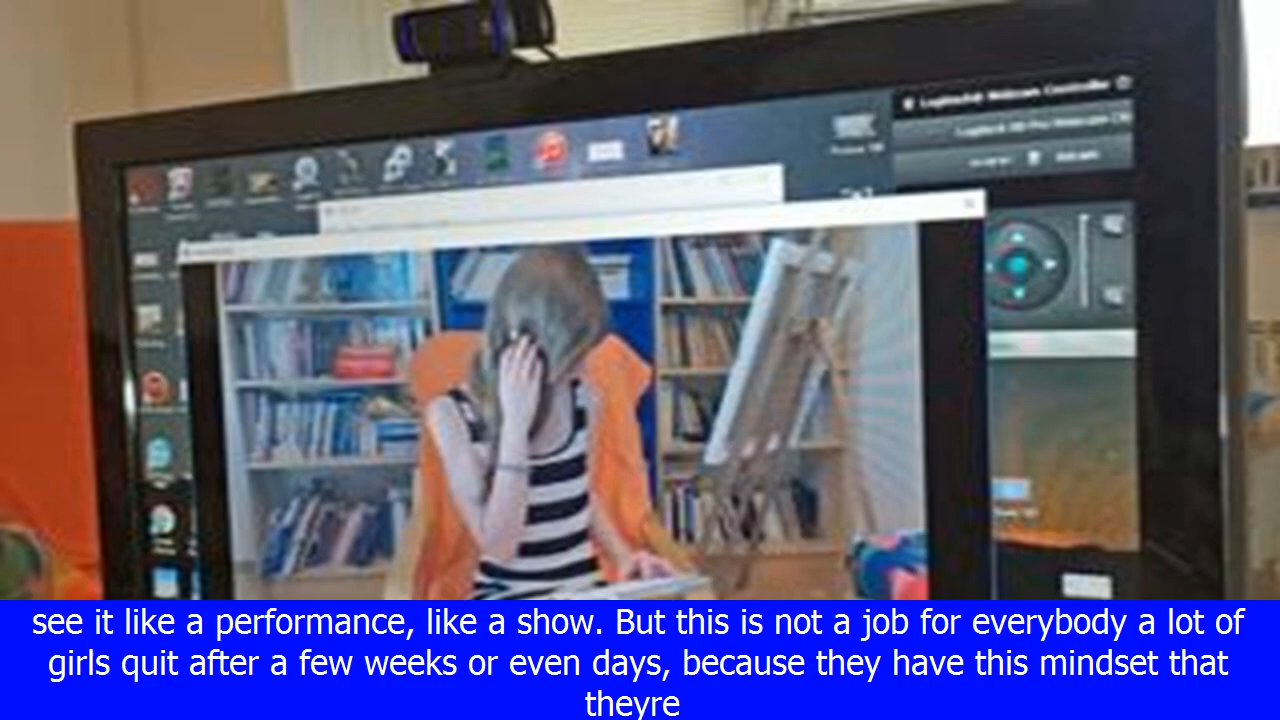 see it like a performance, like a show. But this is not a job for everybody a lot of
girls quit after a few weeks or even days, because they have this mindset that
theyre